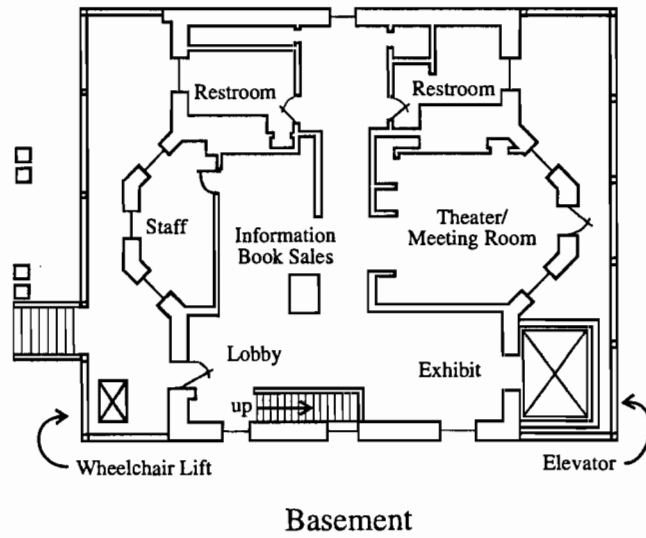 Restroom
Restroom
Staff
Information
Book Sales
Theater/
Meeting Room
Lobby
Exhibit
up
Wheelchair Lift
Elevator
Basement